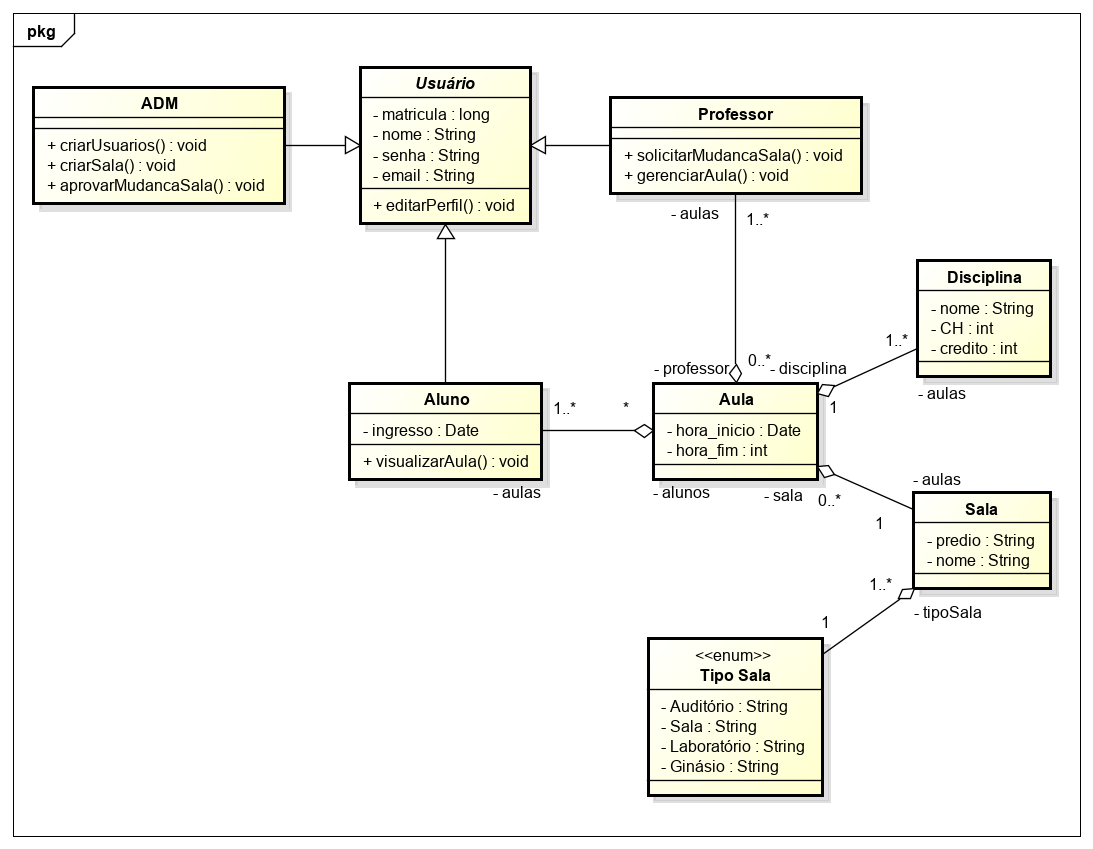 pkg
ADM
+ criarUsuarios() : void
+ criarSala() : void
+ aprovarMudancaSala() : void
Usuário
- matricula : long
- nome : String
- senha : String
- email : String
+ editarPerfil() : void
Professor
+ solicitarMudancaSala() : void
+ gerenciarAula() : void
- aulas
1..*
Disciplina
- nome : String
- CH : int
- credito : int
1..*
- aulas
- professor
0..*
- disciplina
1
Aluno
- ingresso : Date
+ visualizarAula() : void
1..*
*
- aulas
Aula
- hora_inicio : Date
- hora_fim : int
- alunos
- sala
0..*
- aulas
1
Sala
- predio : String
- nome : String
1..*
- tipoSala
1
<<enum>>
Tipo Sala
- Auditório : String
- Sala : String
- Laboratório : String
- Ginásio : String